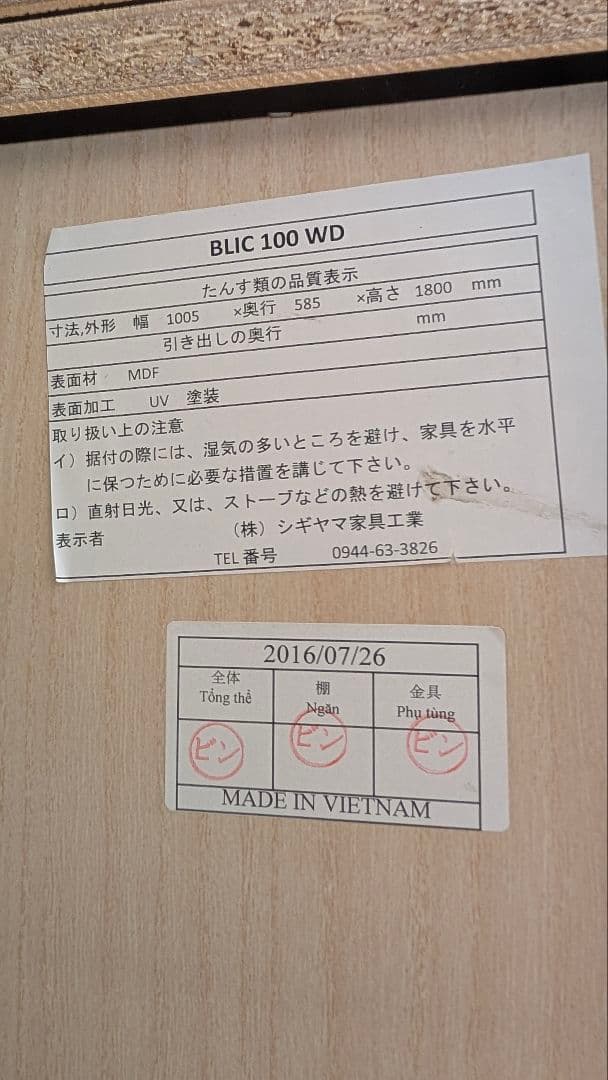 BLIC 100 WD
たんす類の品質表示
寸法,外形 幅 1005 ×奥行 585 ×高さ 1800 mm
引き出しの奥行 mm
表面材 MDF
表面加工 UV 塗装
取り扱い上の注意
イ）据付の際には、湿気の多いところを避け、家具を水平
に保つために必要な措置を講じて下さい。
ロ）直射日光、又は、ストーブなどの熱を避けて下さい。
表示者 （株）シギヤマ家具工業
TEL 番号 0944-63-3826
2016/07/26
全体 棚 金具
Tổng thể Ngăn Phụ tùng
ビン ビン ビン
MADE IN VIETNAM